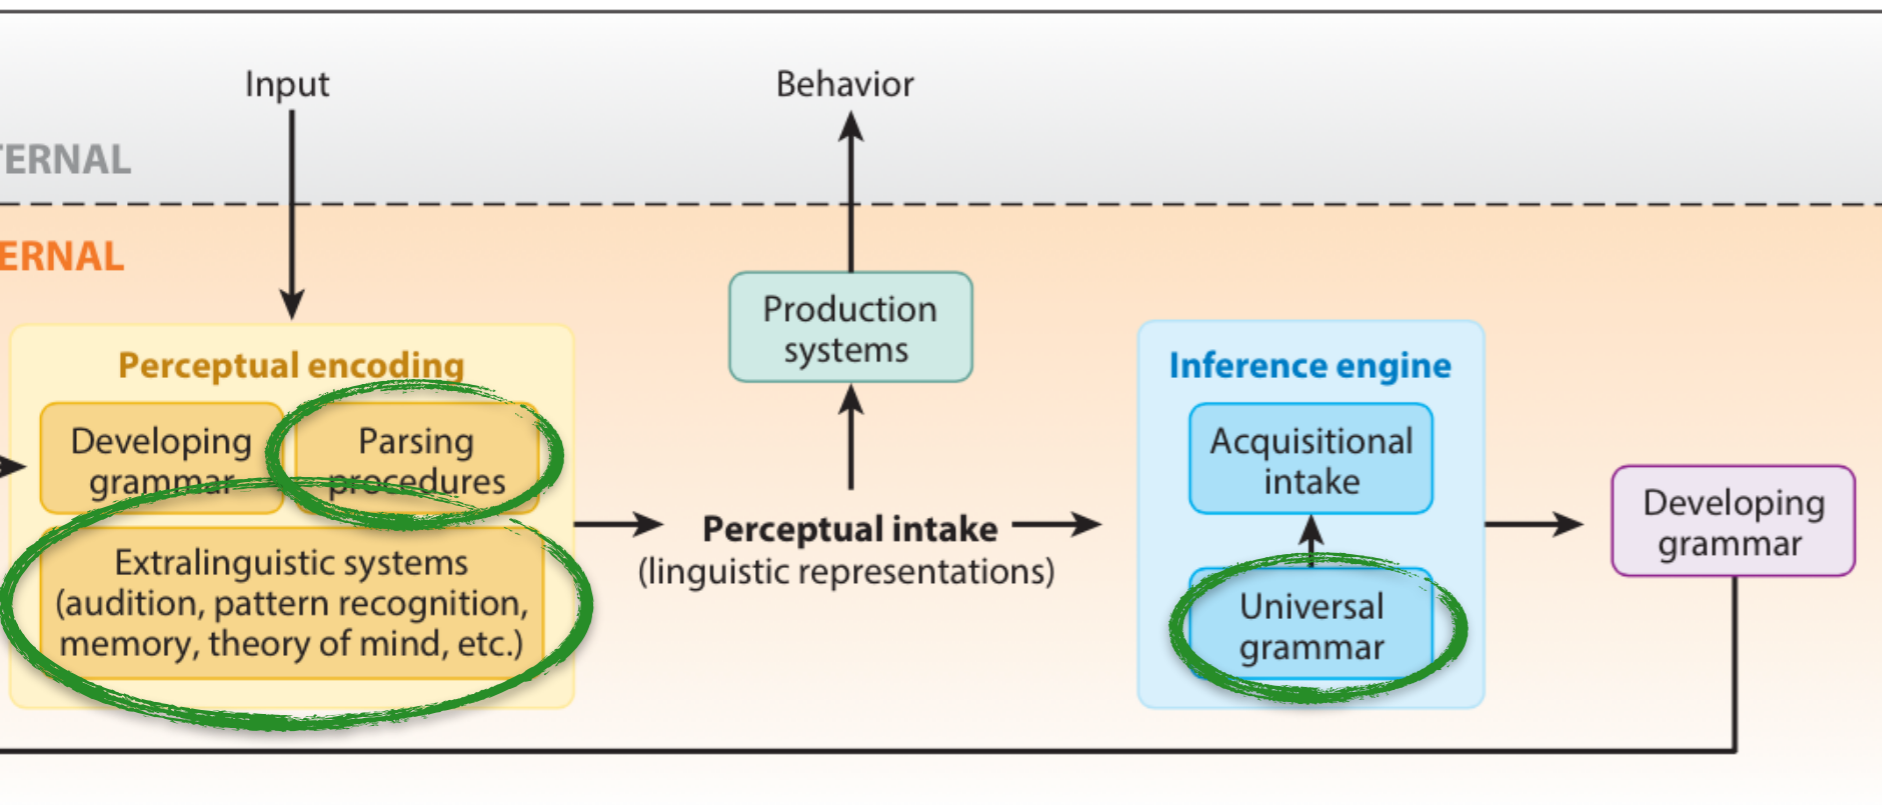 Input
Behavior
TERNAL
ERNAL
Production
systems
Perceptual encoding
Developing
grammar
Parsing
procedures
Extralinguistic systems
(audition, pattern recognition,
memory, theory of mind, etc.)
Perceptual intake
(linguistic representations)
Inference engine
Acquisitional
intake
Universal
grammar
Developing
grammar